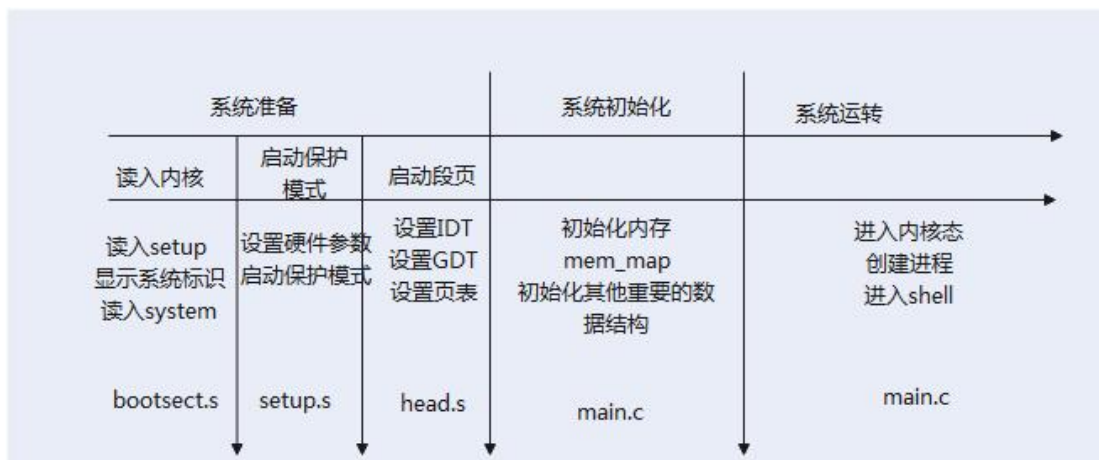 系统准备
系统初始化
系统运转
读入内核
启动保护
模式
启动段页
读入setup
显示系统标识
读入system
设置硬件参数
启动保护模式
设置IDT
设置GDT
设置页表
初始化内存
mem_map
初始化其他重要的数
据结构
进入内核态
创建进程
进入shell
bootsect.s
setup.s
head.s
main.c
main.c